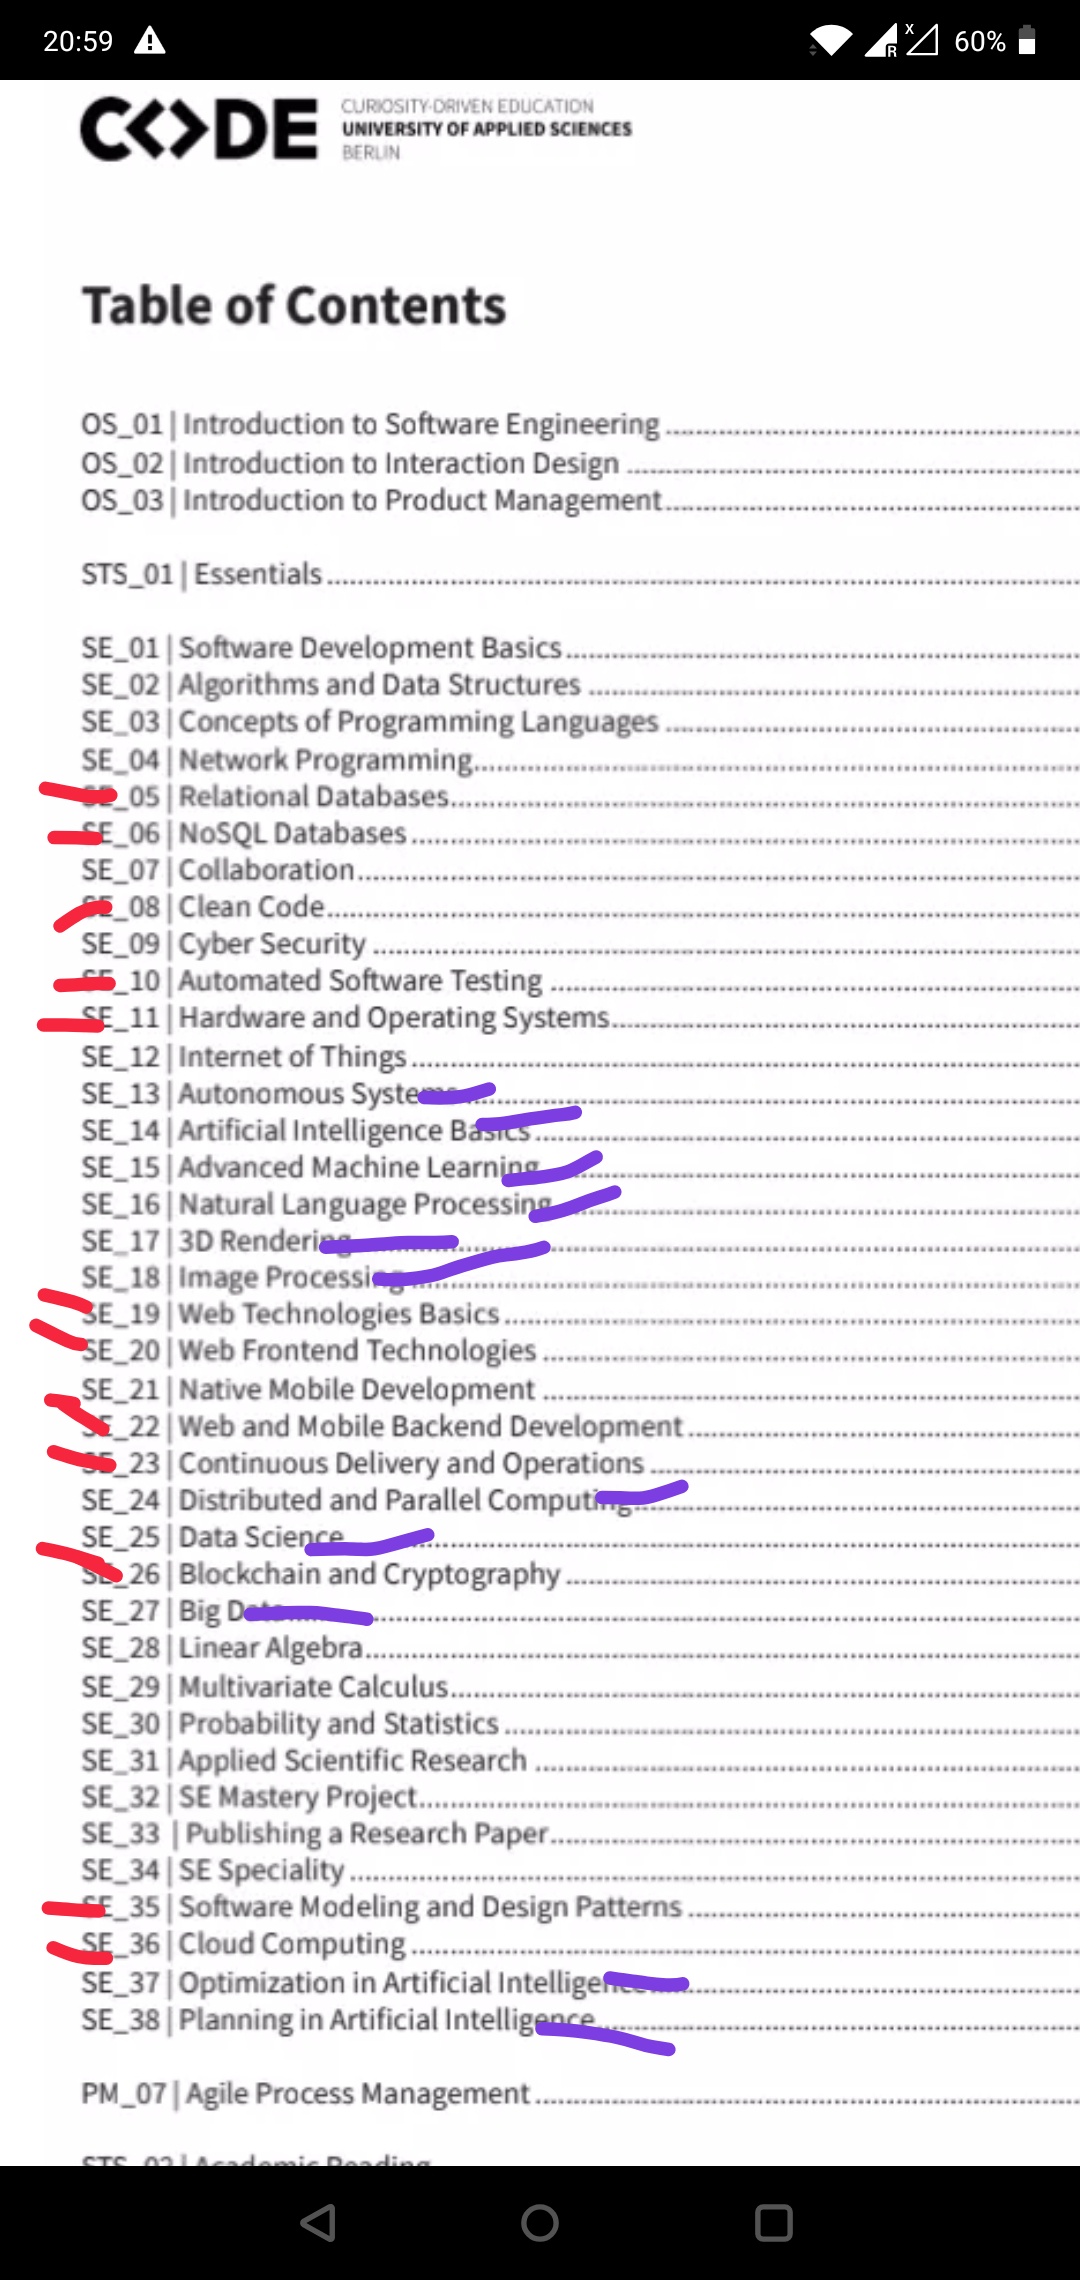 20:59
R
x
60%
C<>DE
CURIOSITY-DRIVEN EDUCATION
UNIVERSITY OF APPLIED SCIENCES
BERLIN
Table of Contents
OS_01 | Introduction to Software Engineering
OS_02 | Introduction to Interaction Design
OS_03 | Introduction to Product Management
STS_01 | Essentials
SE_01 | Software Development Basics
SE_02 | Algorithms and Data Structures
SE_03 | Concepts of Programming Languages
SE_04 | Network Programming
SE_05 | Relational Databases
SE_06 | NoSQL Databases
SE_07 | Collaboration
SE_08 | Clean Code
SE_09 | Cyber Security
SE_10 | Automated Software Testing
SE_11 | Hardware and Operating Systems
SE_12 | Internet of Things
SE_13 | Autonomous Systems
SE_14 | Artificial Intelligence Basics
SE_15 | Advanced Machine Learning
SE_16 | Natural Language Processing
SE_17 | 3D Rendering
SE_18 | Image Processing
SE_19 | Web Technologies Basics
SE_20 | Web Frontend Technologies
SE_21 | Native Mobile Development
SE_22 | Web and Mobile Backend Development
SE_23 | Continuous Delivery and Operations
SE_24 | Distributed and Parallel Computing
SE_25 | Data Science
SE_26 | Blockchain and Cryptography
SE_27 | Big Data
SE_28 | Linear Algebra
SE_29 | Multivariate Calculus
SE_30 | Probability and Statistics
SE_31 | Applied Scientific Research
SE_32 | SE Mastery Project
SE_33 | Publishing a Research Paper
SE_34 | SE Speciality
SE_35 | Software Modeling and Design Patterns
SE_36 | Cloud Computing
SE_37 | Optimization in Artificial Intelligence
SE_38 | Planning in Artificial Intelligence
PM_07 | Agile Process Management
STS_02 | Academic Reading